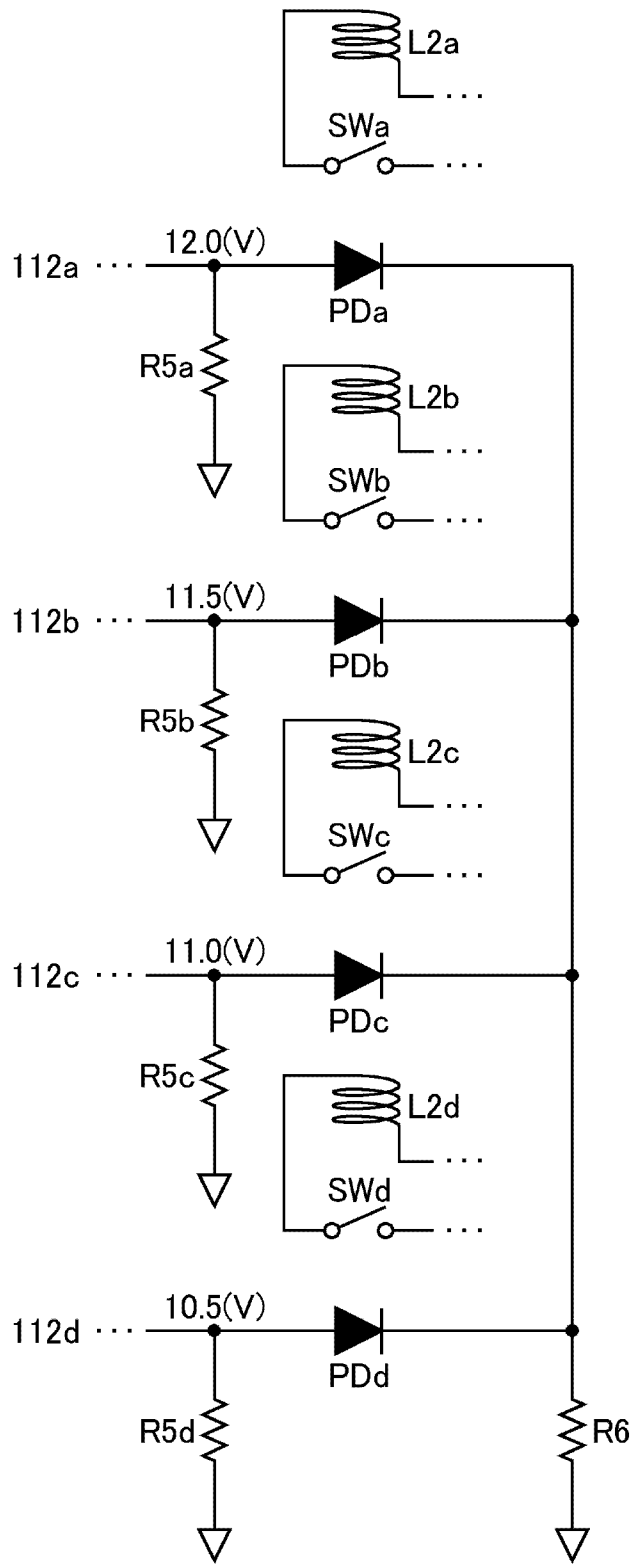 L2a
SWa
12.0(V)
112a ···
PDa
R5a
L2b
SWb
11.5(V)
112b ···
PDb
R5b
L2c
SWc
11.0(V)
112c ···
PDc
R5c
L2d
SWd
10.5(V)
112d ···
PDd
R5d
R6